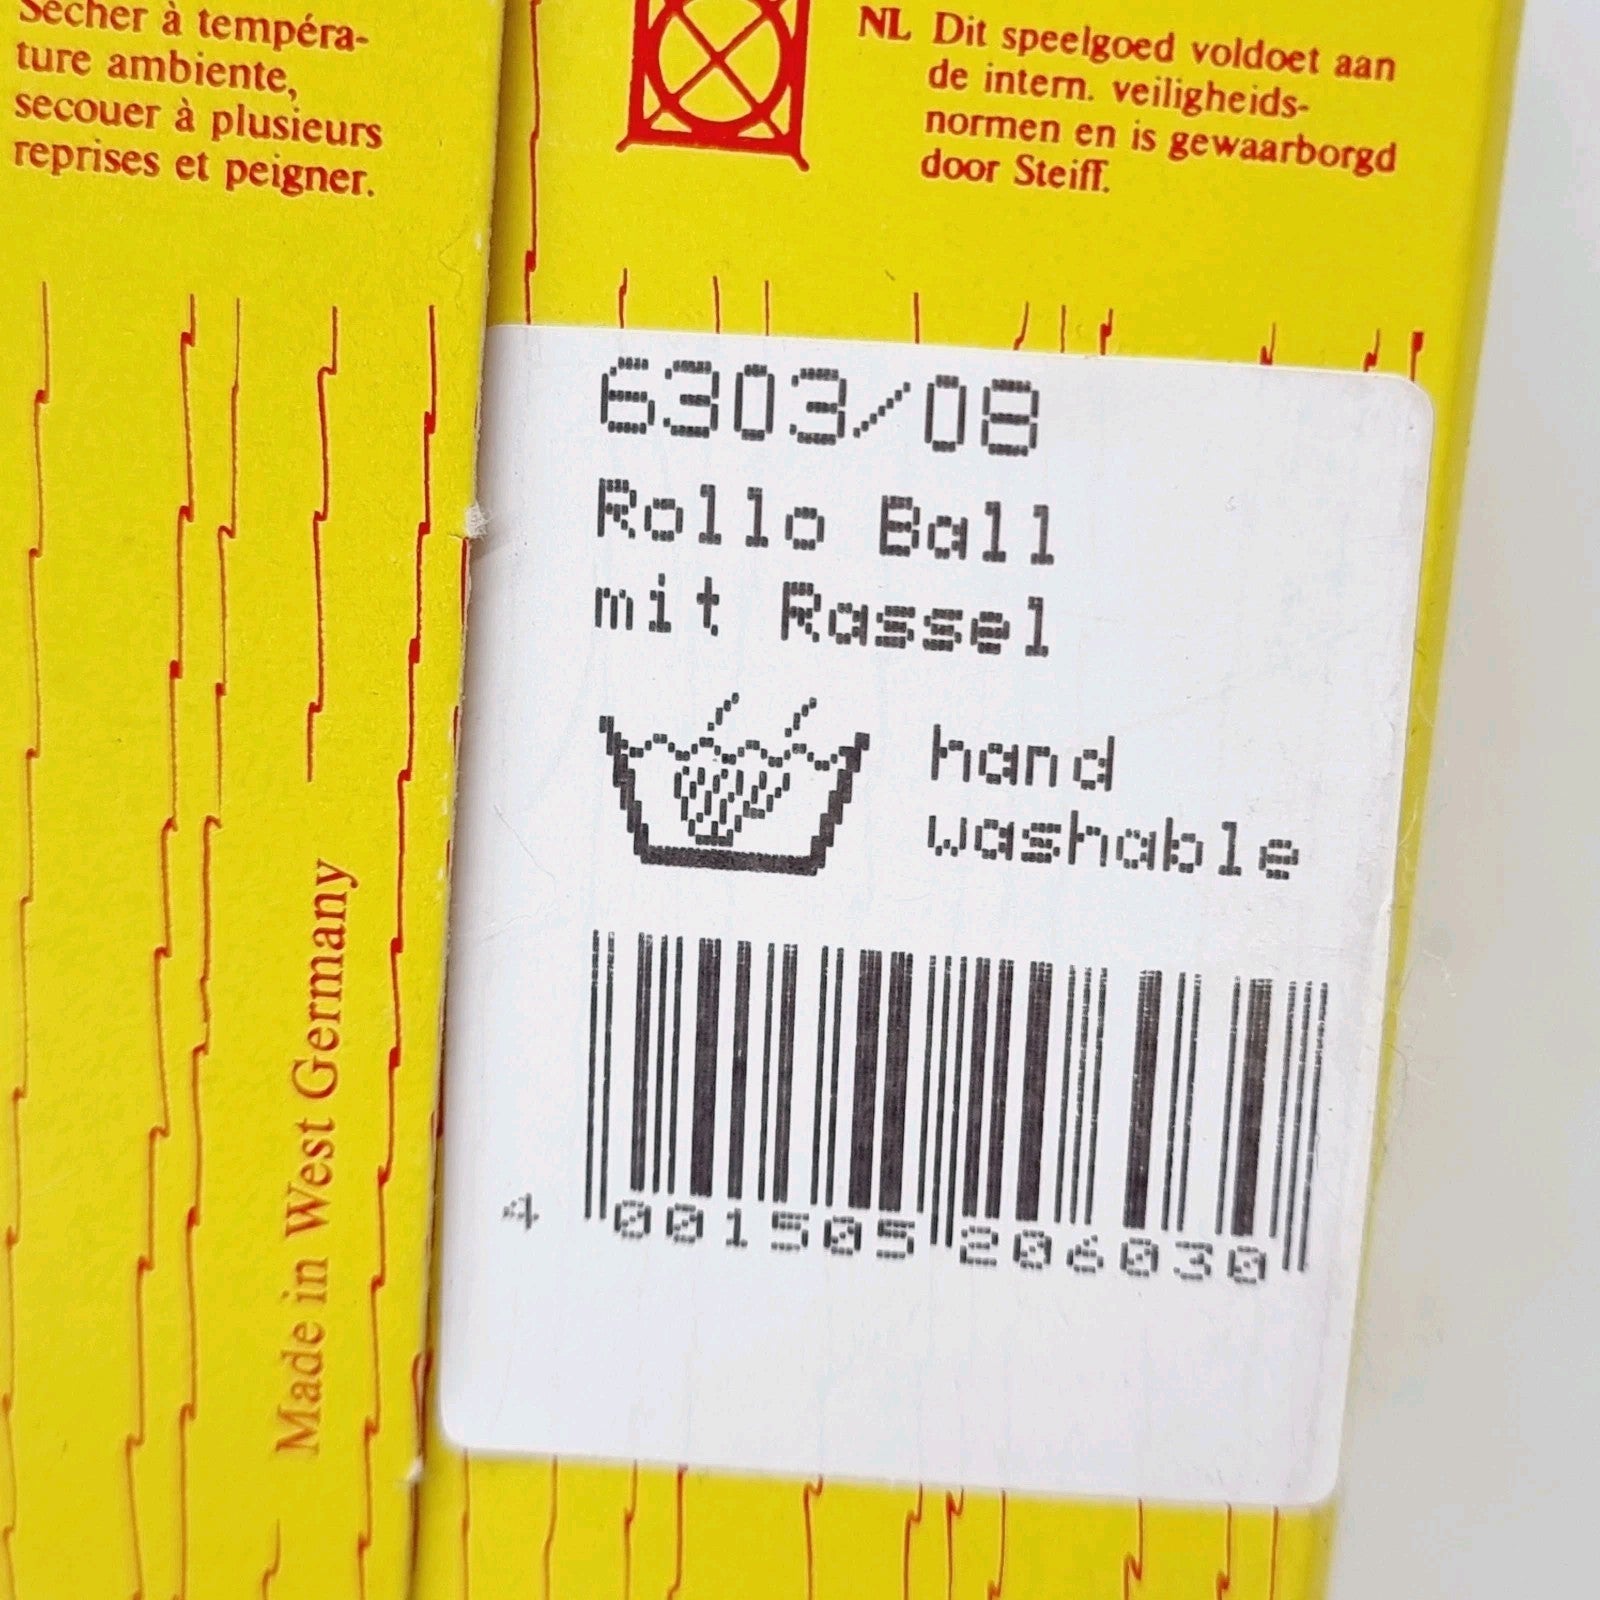 Sécher à tempéra-
ture ambiente,
secouer à plusieurs
reprises et peigner.
NL Dit speelgoed voldoet aan
de intern. veiligheids-
normen en is gewaarborgd
door Steiff.
Made in West Germany
6303/08
Rollo Ball
mit Rassel
hand
washable
4 001505 206030